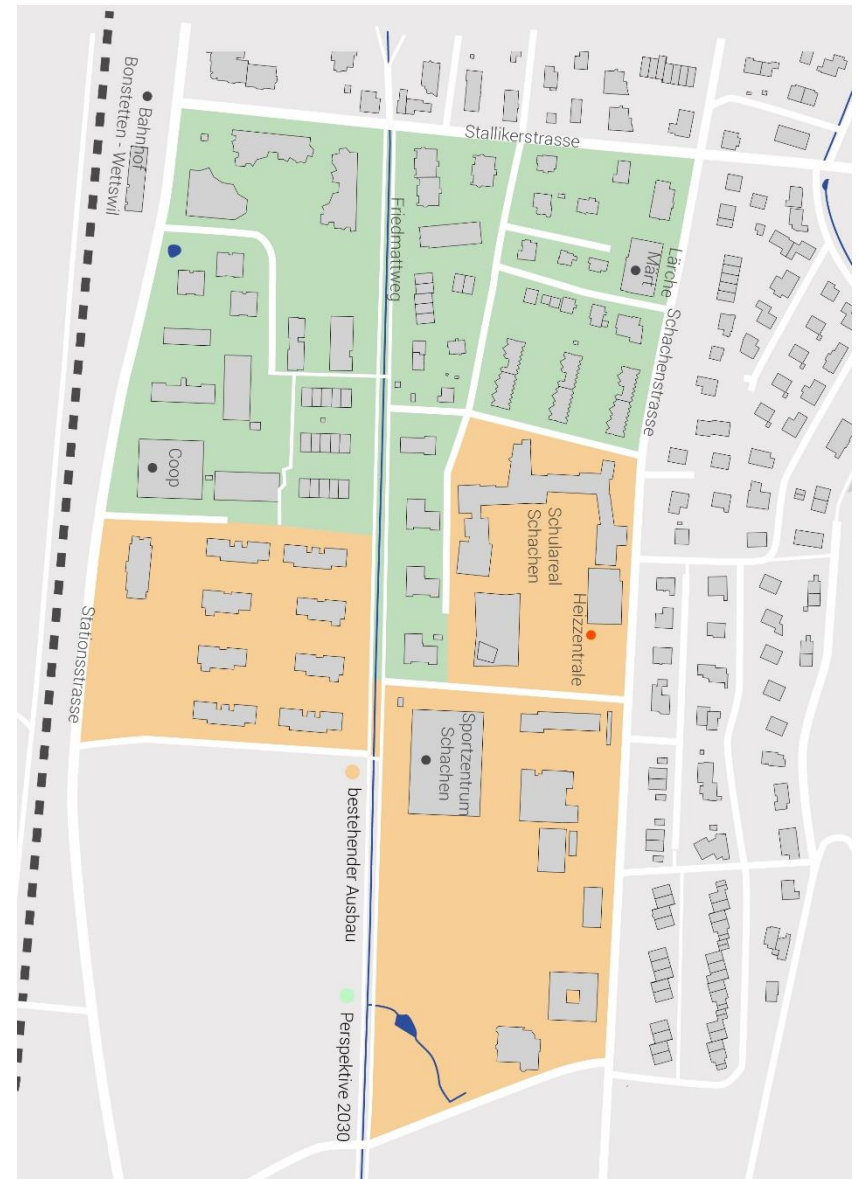 Bahnhof
Bonstetten - Wettswil
Stallikerstrasse
Friedmattweg
Lärche
Märt
Schachenstrasse
Coop
Schulareal
Schachen
Heizzentrale
Stationsstrasse
Sportzentrum
Schachen
bestehender Ausbau
Perspektive 2030